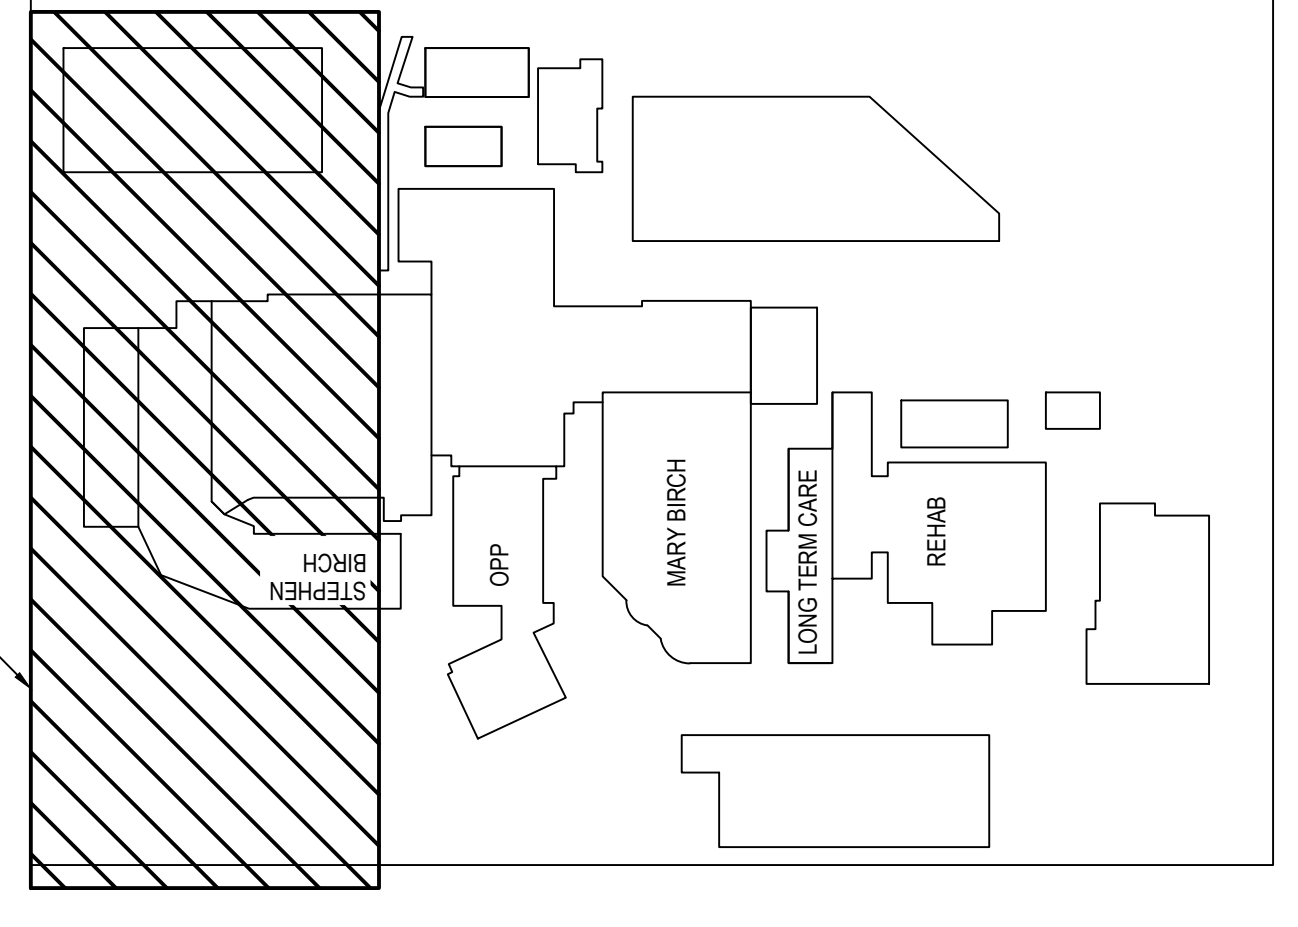 STEPHEN
BIRCH
OPP
MARY BIRCH
LONG TERM CARE
REHAB